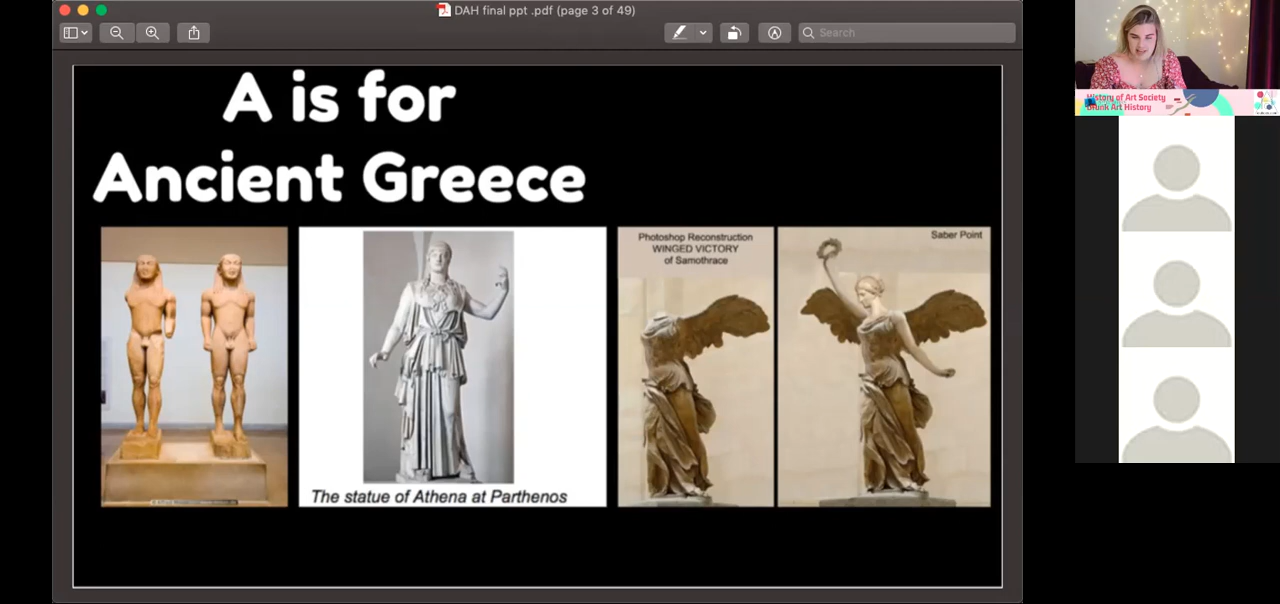 DAH final ppt .pdf (page 3 of 49)
Search
A is for
Ancient Greece
The statue of Athena at Parthenos
Photoshop Reconstruction
WINGED VICTORY
of Samothrace
Saber Point
History of Art Society
Drunk Art History